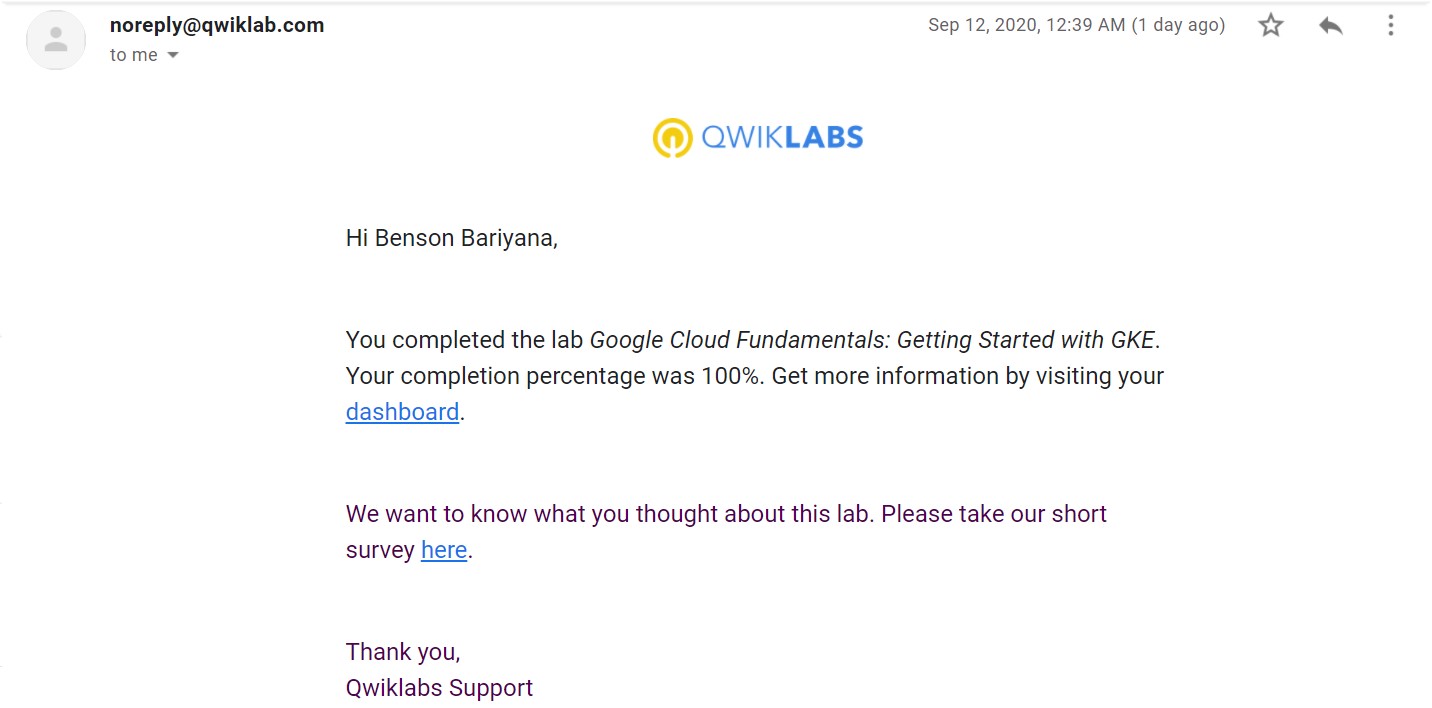 noreply@qwiklab.com
Sep 12, 2020, 12:39 AM (1 day ago)
to me
QWIKLABS
Hi Benson Bariyana,
You completed the lab Google Cloud Fundamentals: Getting Started with GKE.
Your completion percentage was 100%. Get more information by visiting your
dashboard.
We want to know what you thought about this lab. Please take our short
survey here.
Thank you,
Qwiklabs Support